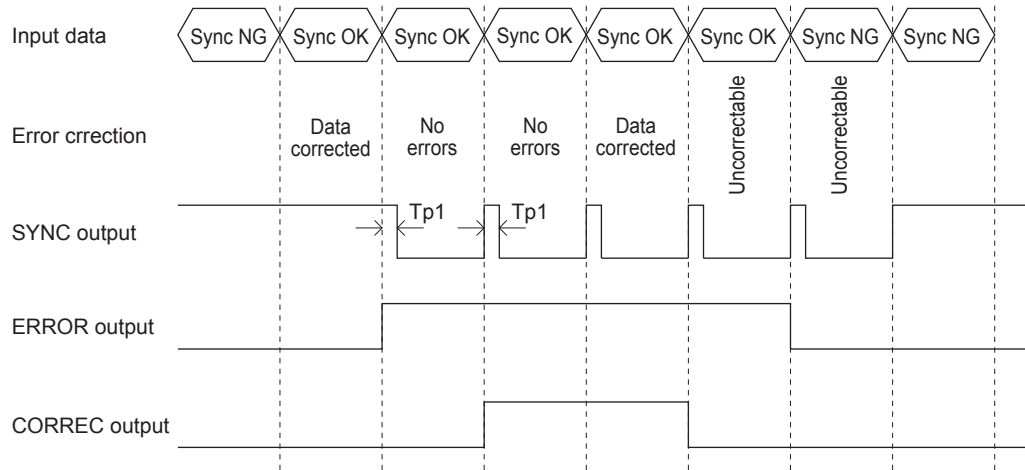 Input data
Sync NG Sync OK Sync OK Sync OK Sync OK Sync OK Sync NG Sync NG
Error crrection
Data corrected
No errors
No errors
Data corrected
Uncorrectable
Uncorrectable
SYNC output
Tp1 Tp1
ERROR output
CORREC output